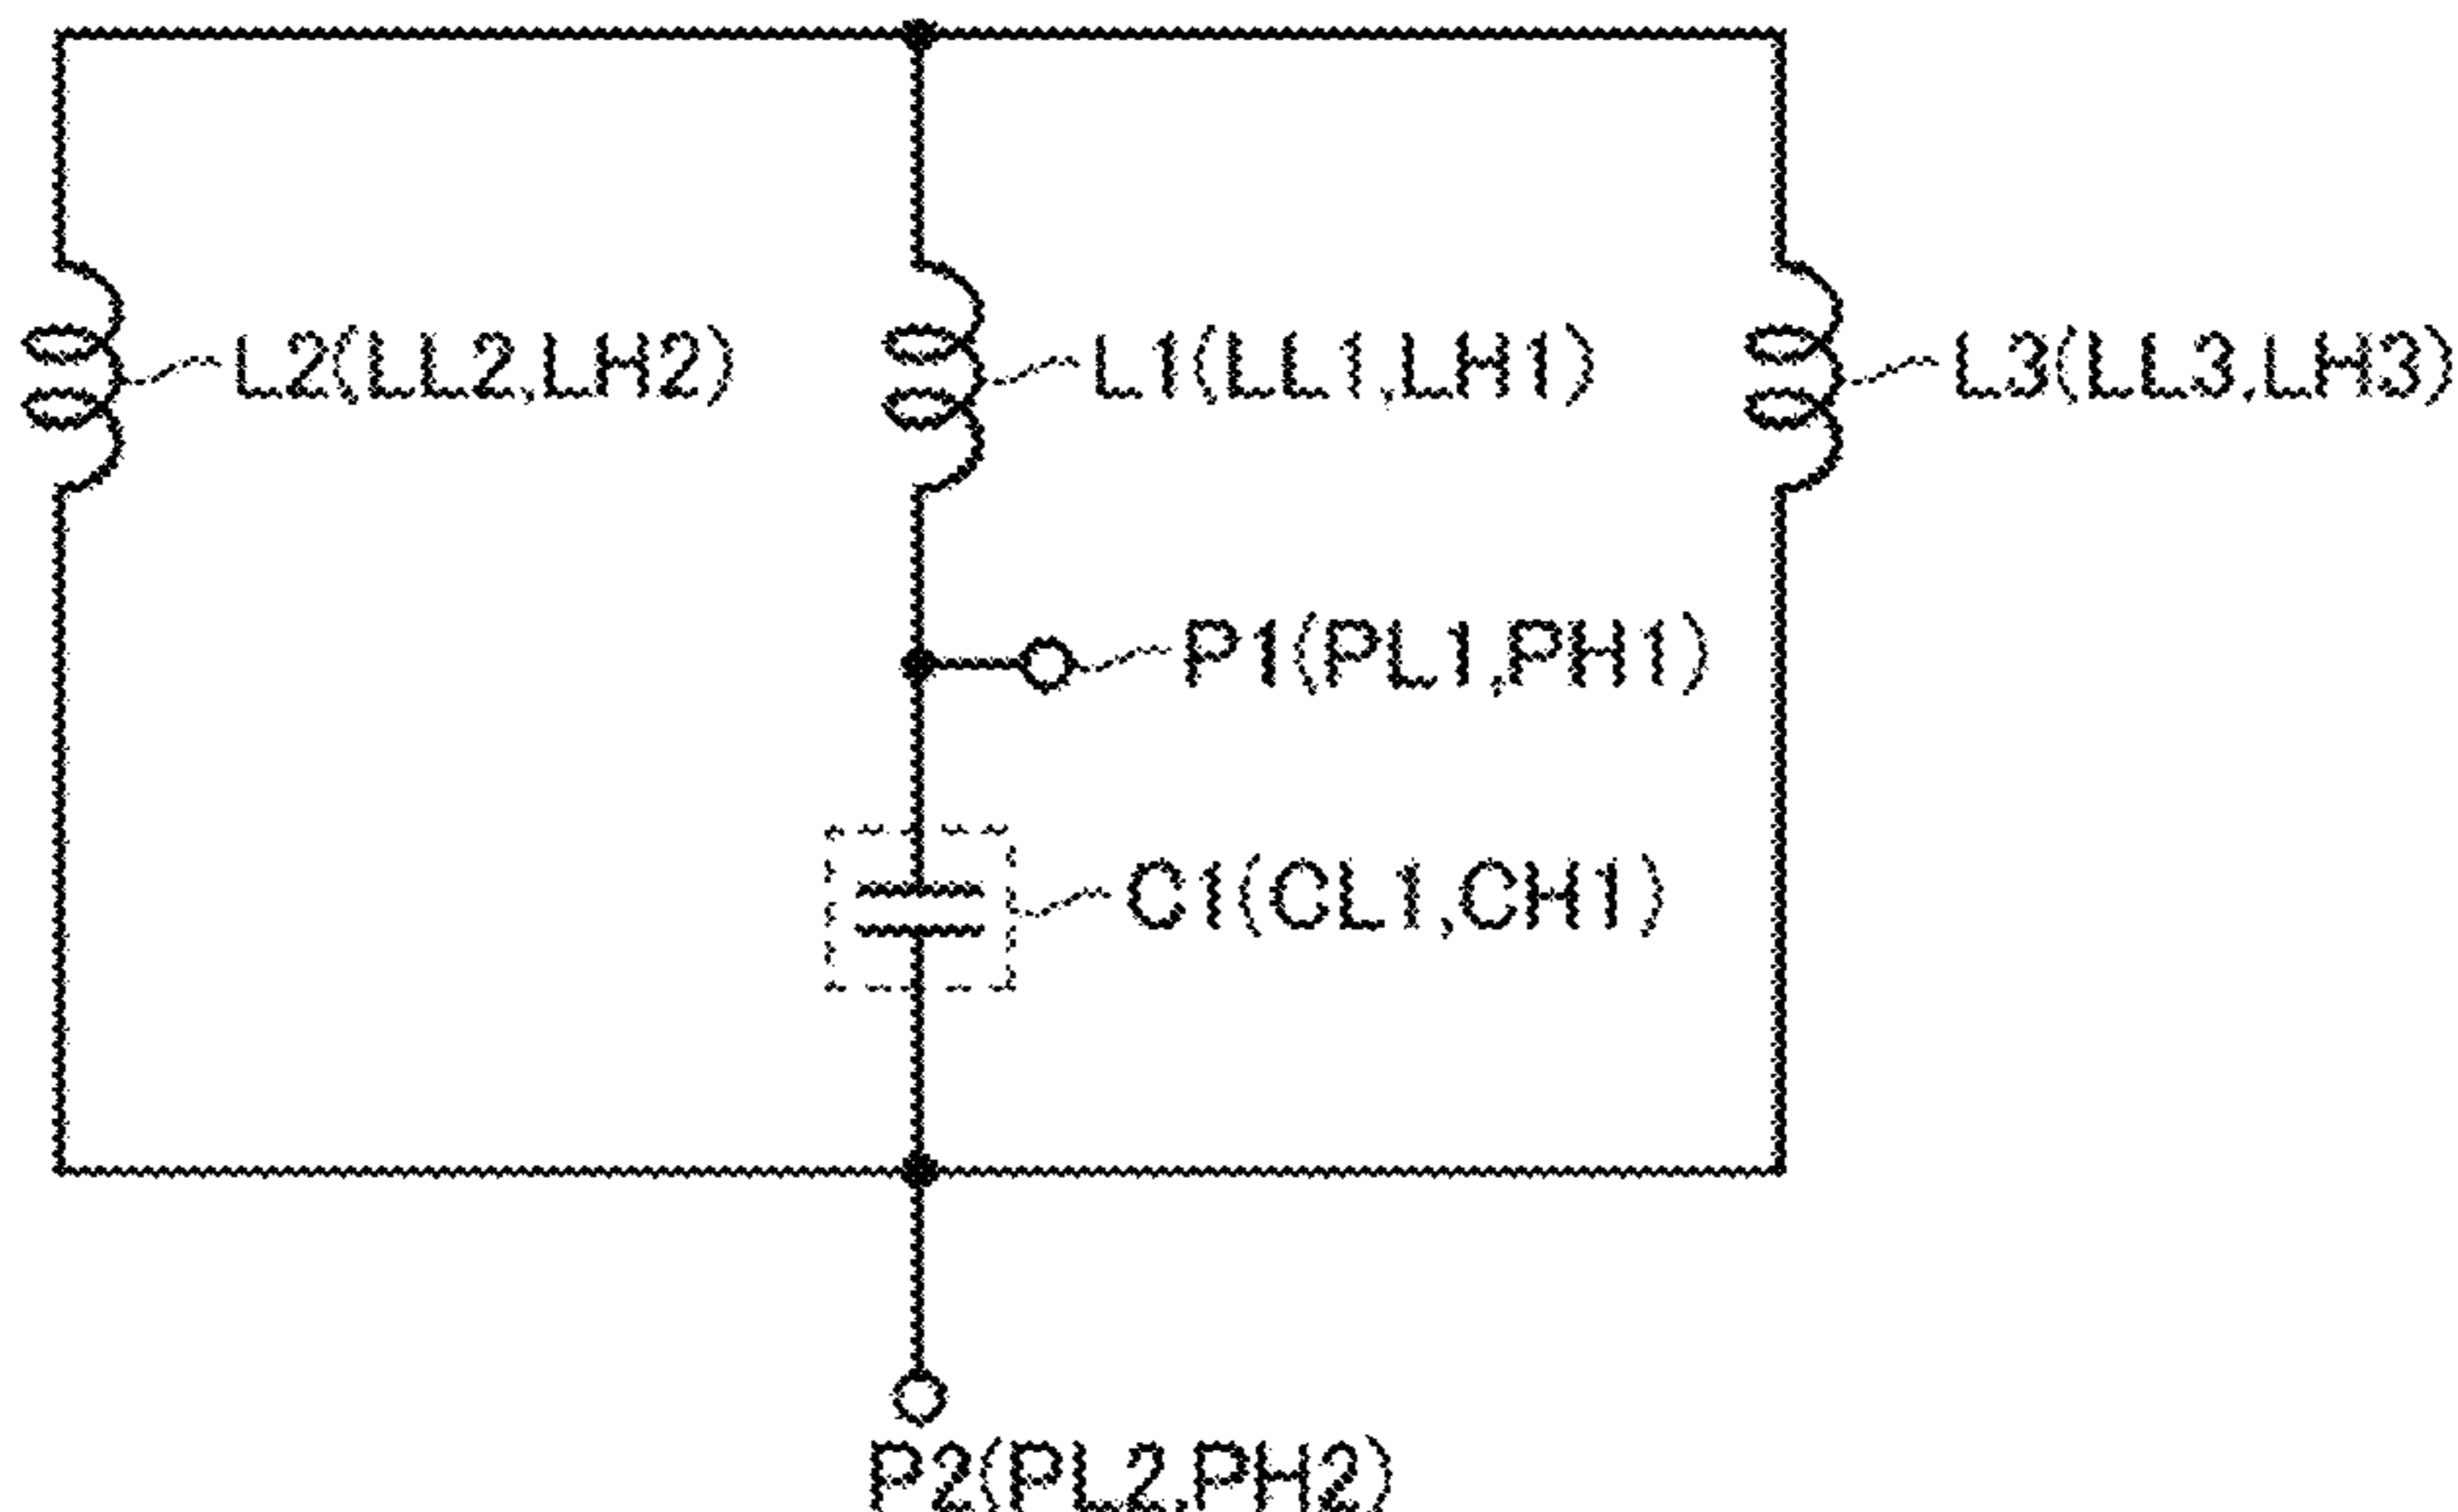 L2(LL2,LH2)
L1(LL1,LH1)
L3(LL3,LH3)
P1(PL1,PH1)
C1(CL1,CH1)
P2(PL2,PH2)